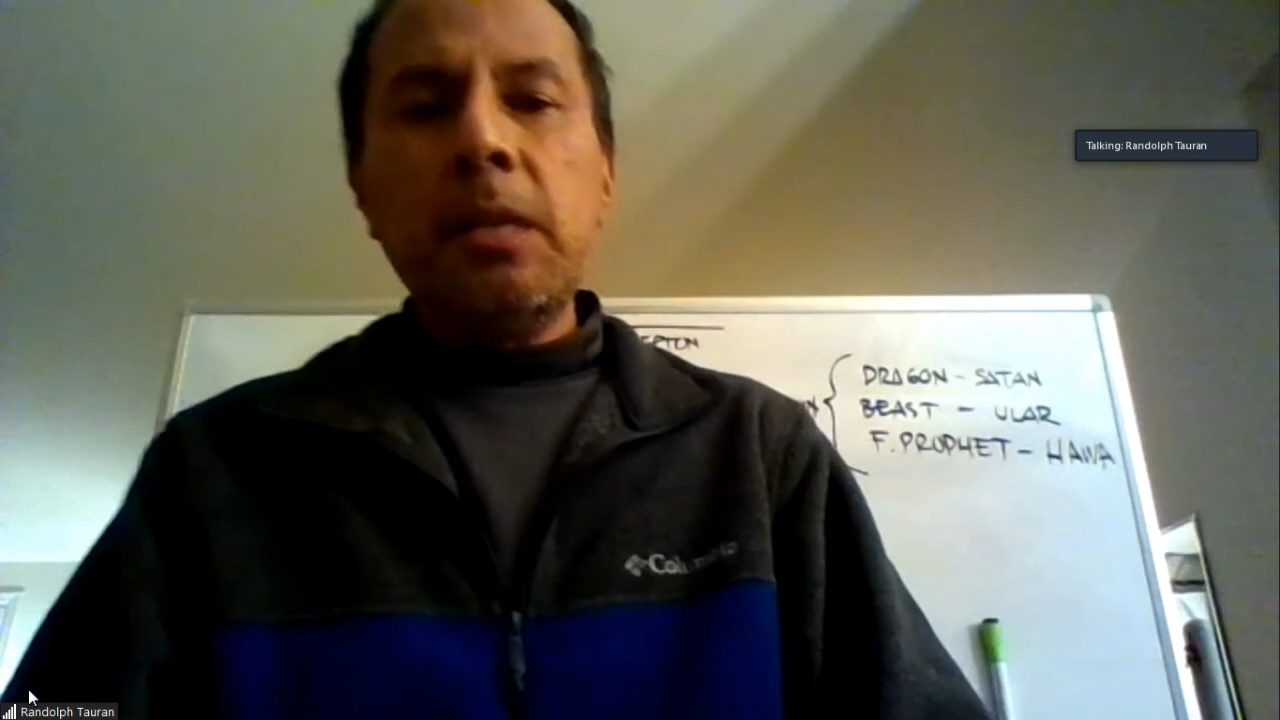 Talking: Randolph Tauran
DRAGON - SATAN
BEAST - ULAR
F. PROPHET - HAWA
Columbia
Randolph Tauran